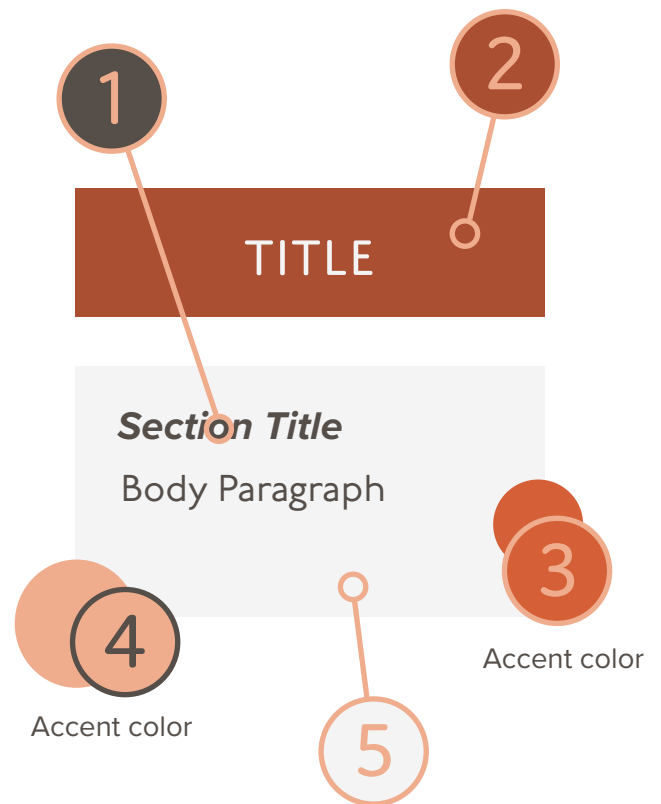 1
2
TITLE
Section Title
Body Paragraph
3
4
Accent color
Accent color
5